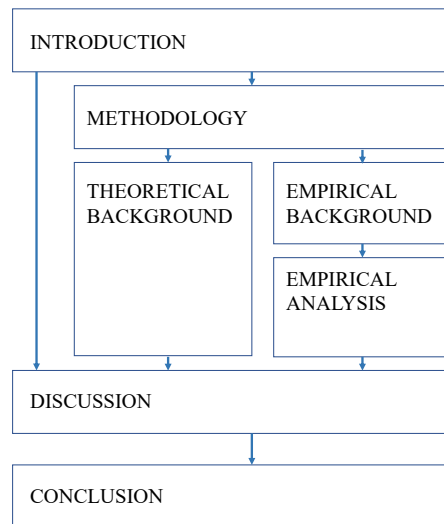 INTRODUCTION
METHODOLOGY
THEORETICAL
BACKGROUND
EMPIRICAL
BACKGROUND
EMPIRICAL
ANALYSIS
DISCUSSION
CONCLUSION